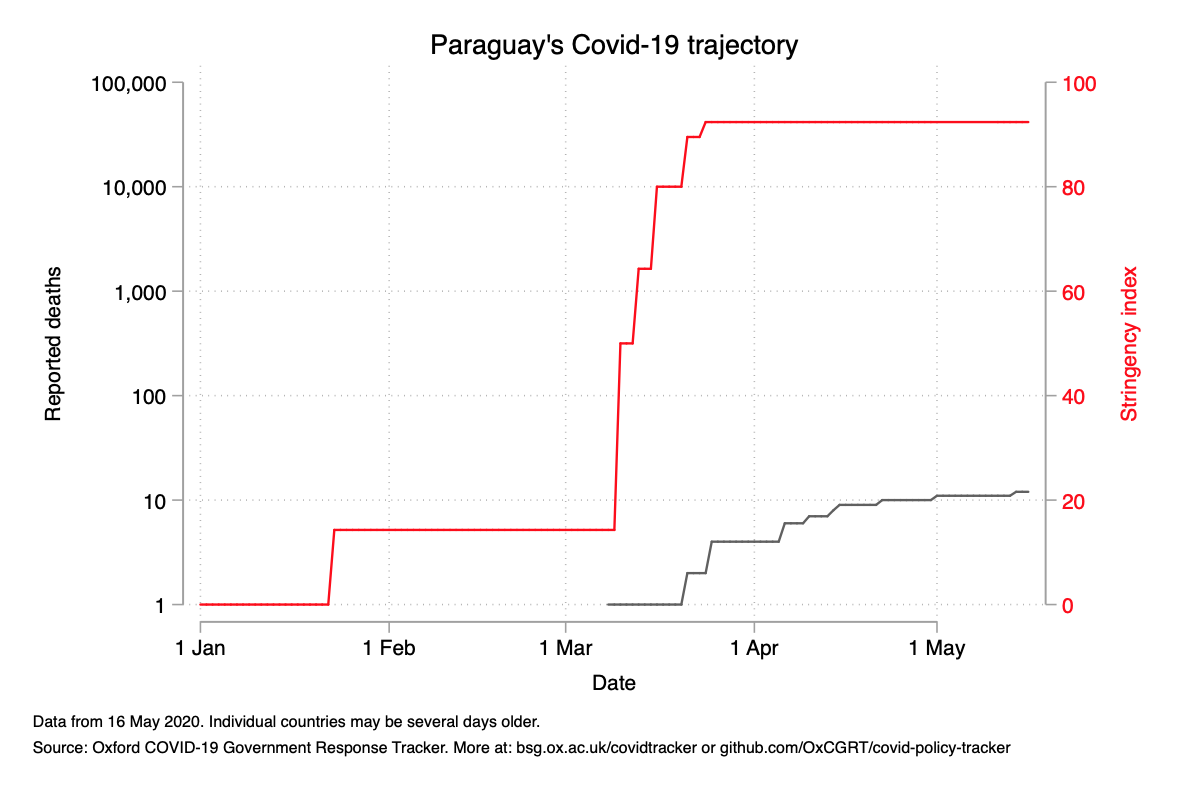 Paraguay's Covid-19 trajectory
100,000
10,000
1,000
100
10
1
Reported deaths
100
80
60
40
20
0
Stringency index
1 Jan
1 Feb
1 Mar
1 Apr
1 May
Date
Data from 16 May 2020. Individual countries may be several days older.
Source: Oxford COVID-19 Government Response Tracker. More at: bsg.ox.ac.uk/covidtracker or github.com/OxCGRT/covid-policy-tracker